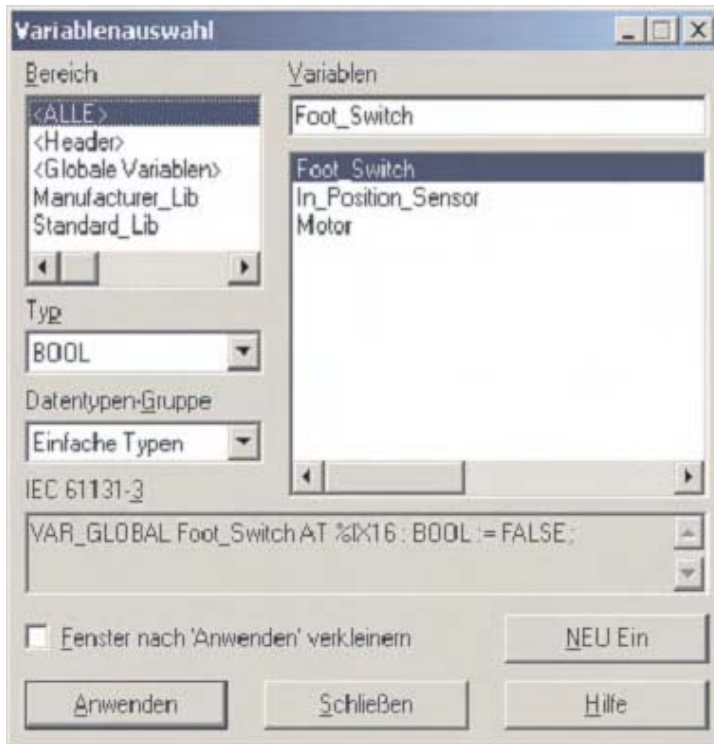 Variablenauswahl
Bereich
<ALLE>
<Header>
<Globale Variablen>
Manufacturer_Lib
Standard_Lib
Typ
BOOL
Datentypen-Gruppe
Einfache Typen
Variablen
Foot_Switch
Foot_Switch
In_Position_Sensor
Motor
IEC 61131-3
VAR_GLOBAL Foot_Switch AT %IX16 : BOOL := FALSE;
Fenster nach 'Anwenden' verkleinern
NEU Ein
Anwenden
Schließen
Hilfe